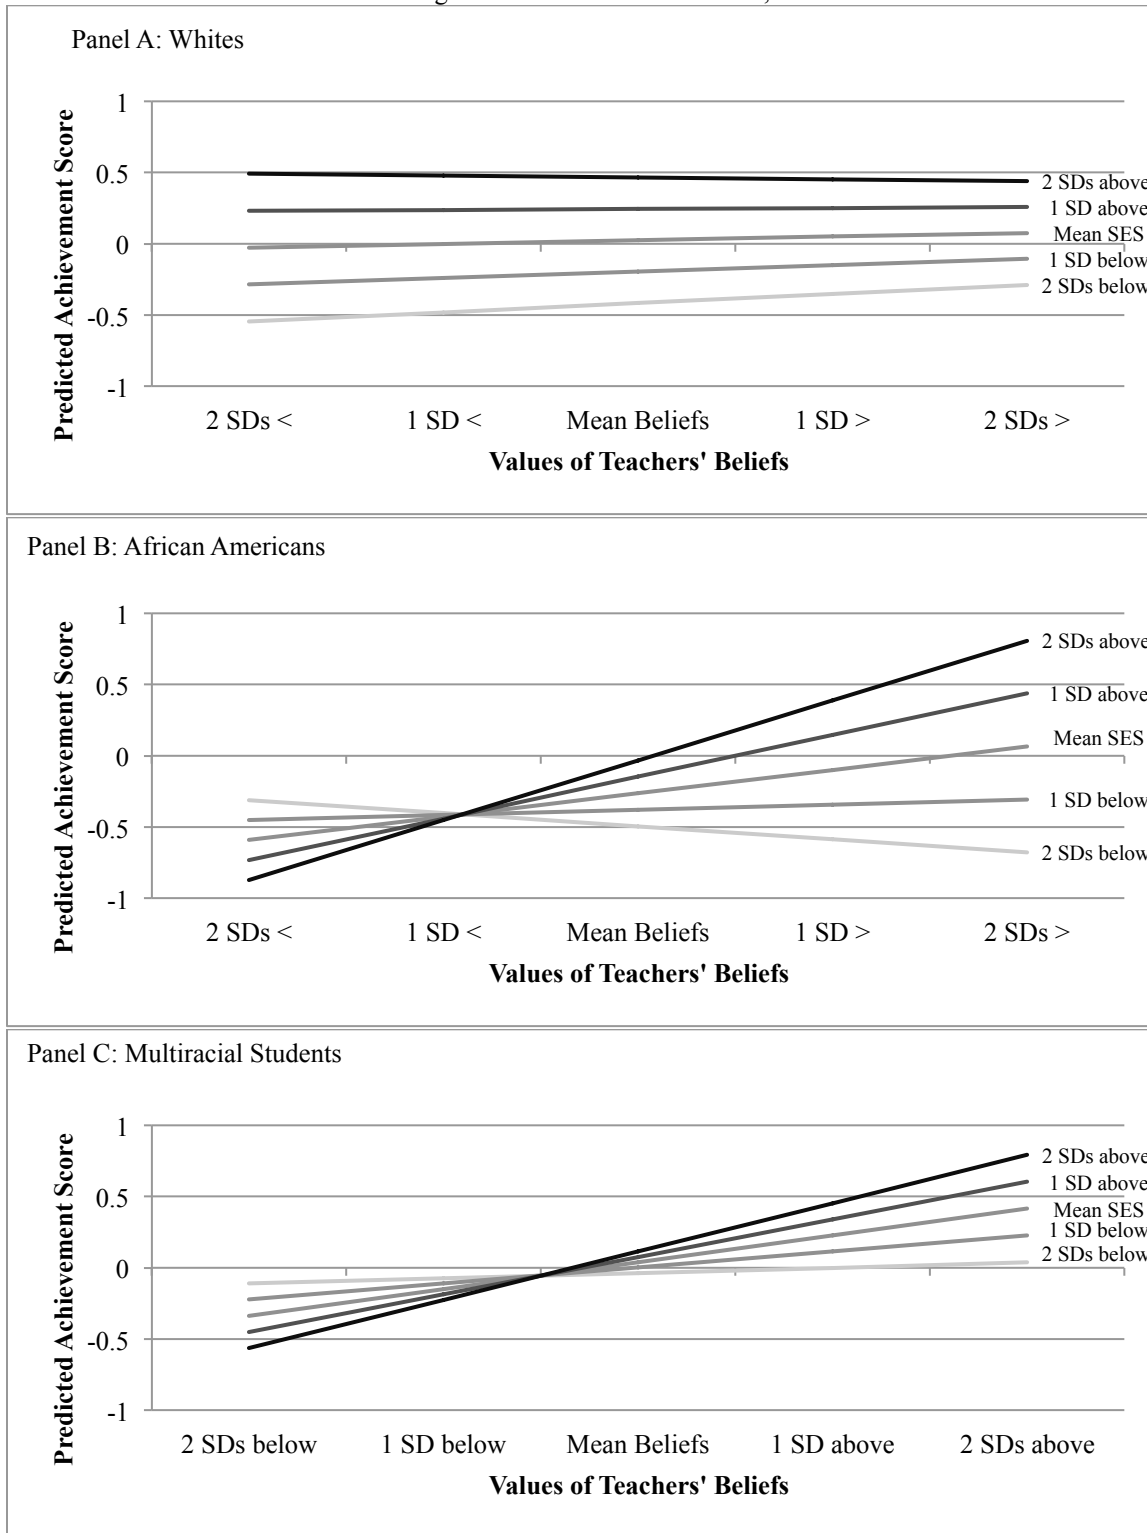 Panel A: Whites
1
0.5
0
-0.5
-1
Predicted Achievement Score
2 SDs above
1 SD above
Mean SES
1 SD below
2 SDs below
2 SDs < 1 SD < Mean Beliefs 1 SD > 2 SDs >
Values of Teachers' Beliefs
Panel B: African Americans
1
0.5
0
-0.5
-1
Predicted Achievement Score
2 SDs above
1 SD above
Mean SES
1 SD below
2 SDs below
2 SDs < 1 SD < Mean Beliefs 1 SD > 2 SDs >
Values of Teachers' Beliefs
Panel C: Multiracial Students
1
0.5
0
-0.5
-1
Predicted Achievement Score
2 SDs above
1 SD above
Mean SES
1 SD below
2 SDs below
2 SDs below 1 SD below Mean Beliefs 1 SD above 2 SDs above
Values of Teachers' Beliefs